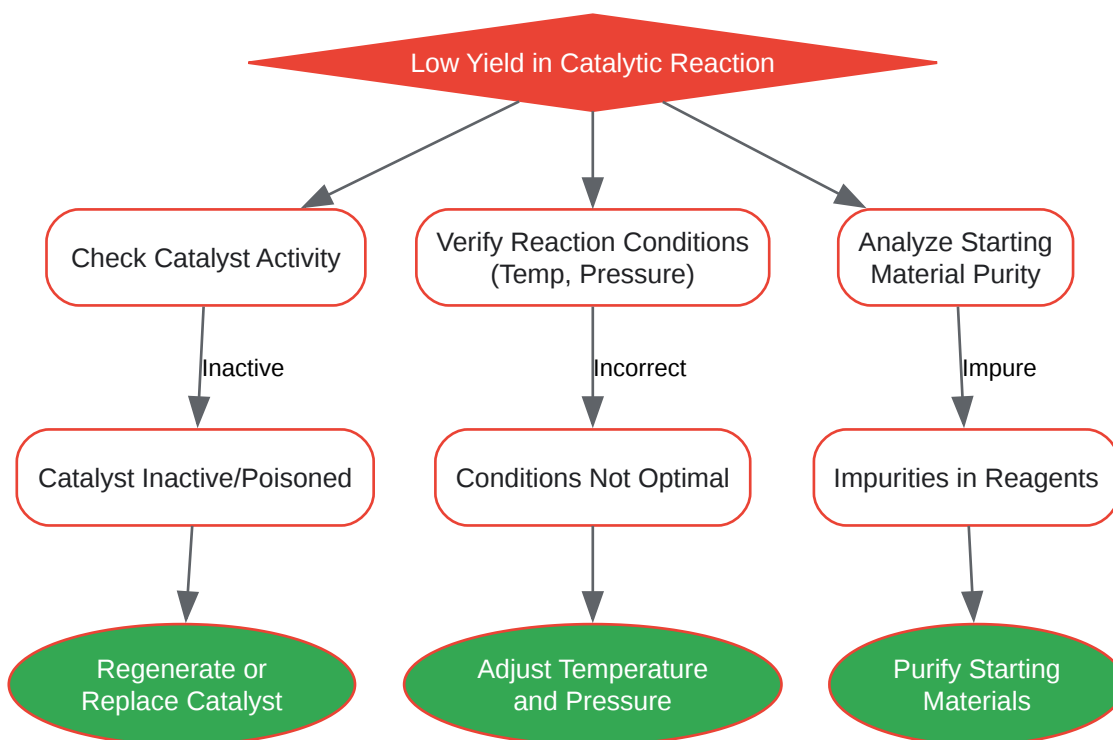 Low Yield in Catalytic Reaction
Check Catalyst Activity
Verify Reaction Conditions
(Temp, Pressure)
Analyze Starting
Material Purity
Inactive
Incorrect
Impure
Catalyst Inactive/Poisoned
Conditions Not Optimal
Impurities in Reagents
Regenerate or
Replace Catalyst
Adjust Temperature
and Pressure
Purify Starting
Materials